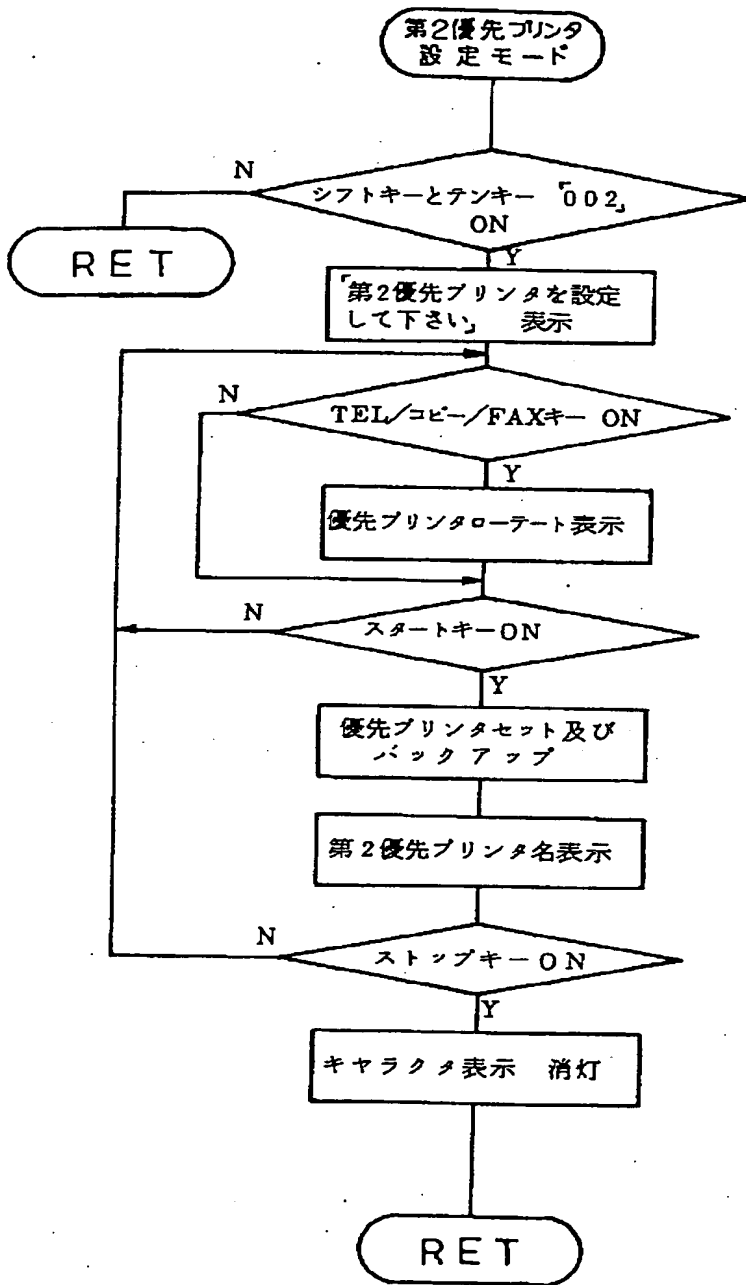 第2優先プリンタ
設定モード
N
シフトキーとテンキー「002」
ON
RET
Y
「第2優先プリンタを設定
して下さい」 表示
N
TEL/コピー/FAXキー ON
Y
優先プリンタローテート表示
N
スタートキーON
Y
優先プリンタセット及び
バックアップ
第2優先プリンタ名表示
N
ストップキーON
Y
キャラクタ表示 消灯
RET